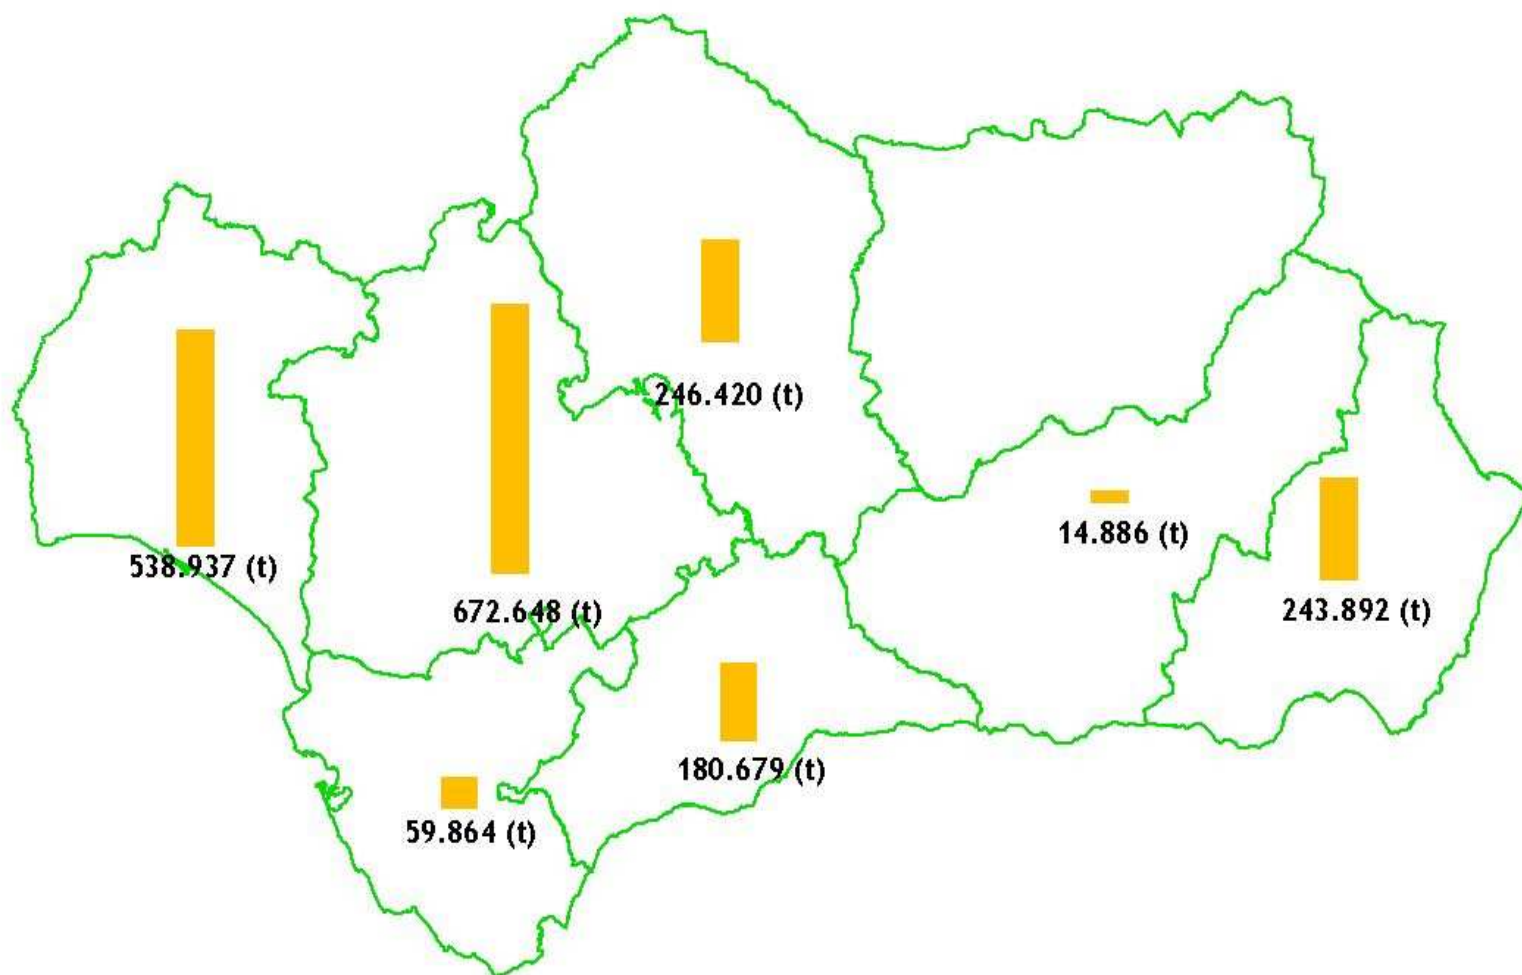 246.420 (t)
14.886 (t)
538.937 (t)
672.648 (t)
243.892 (t)
180.679 (t)
59.864 (t)